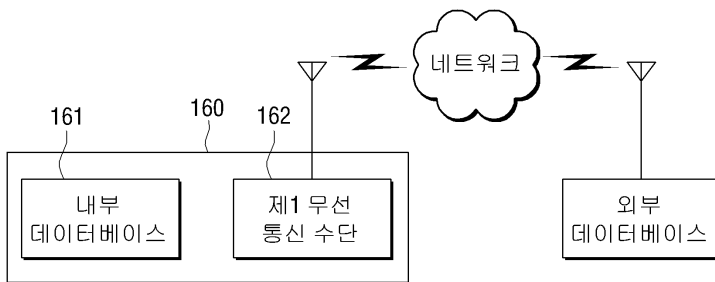 네트워크
161
160
162
내부
데이터베이스
제1 무선
통신 수단
외부
데이터베이스